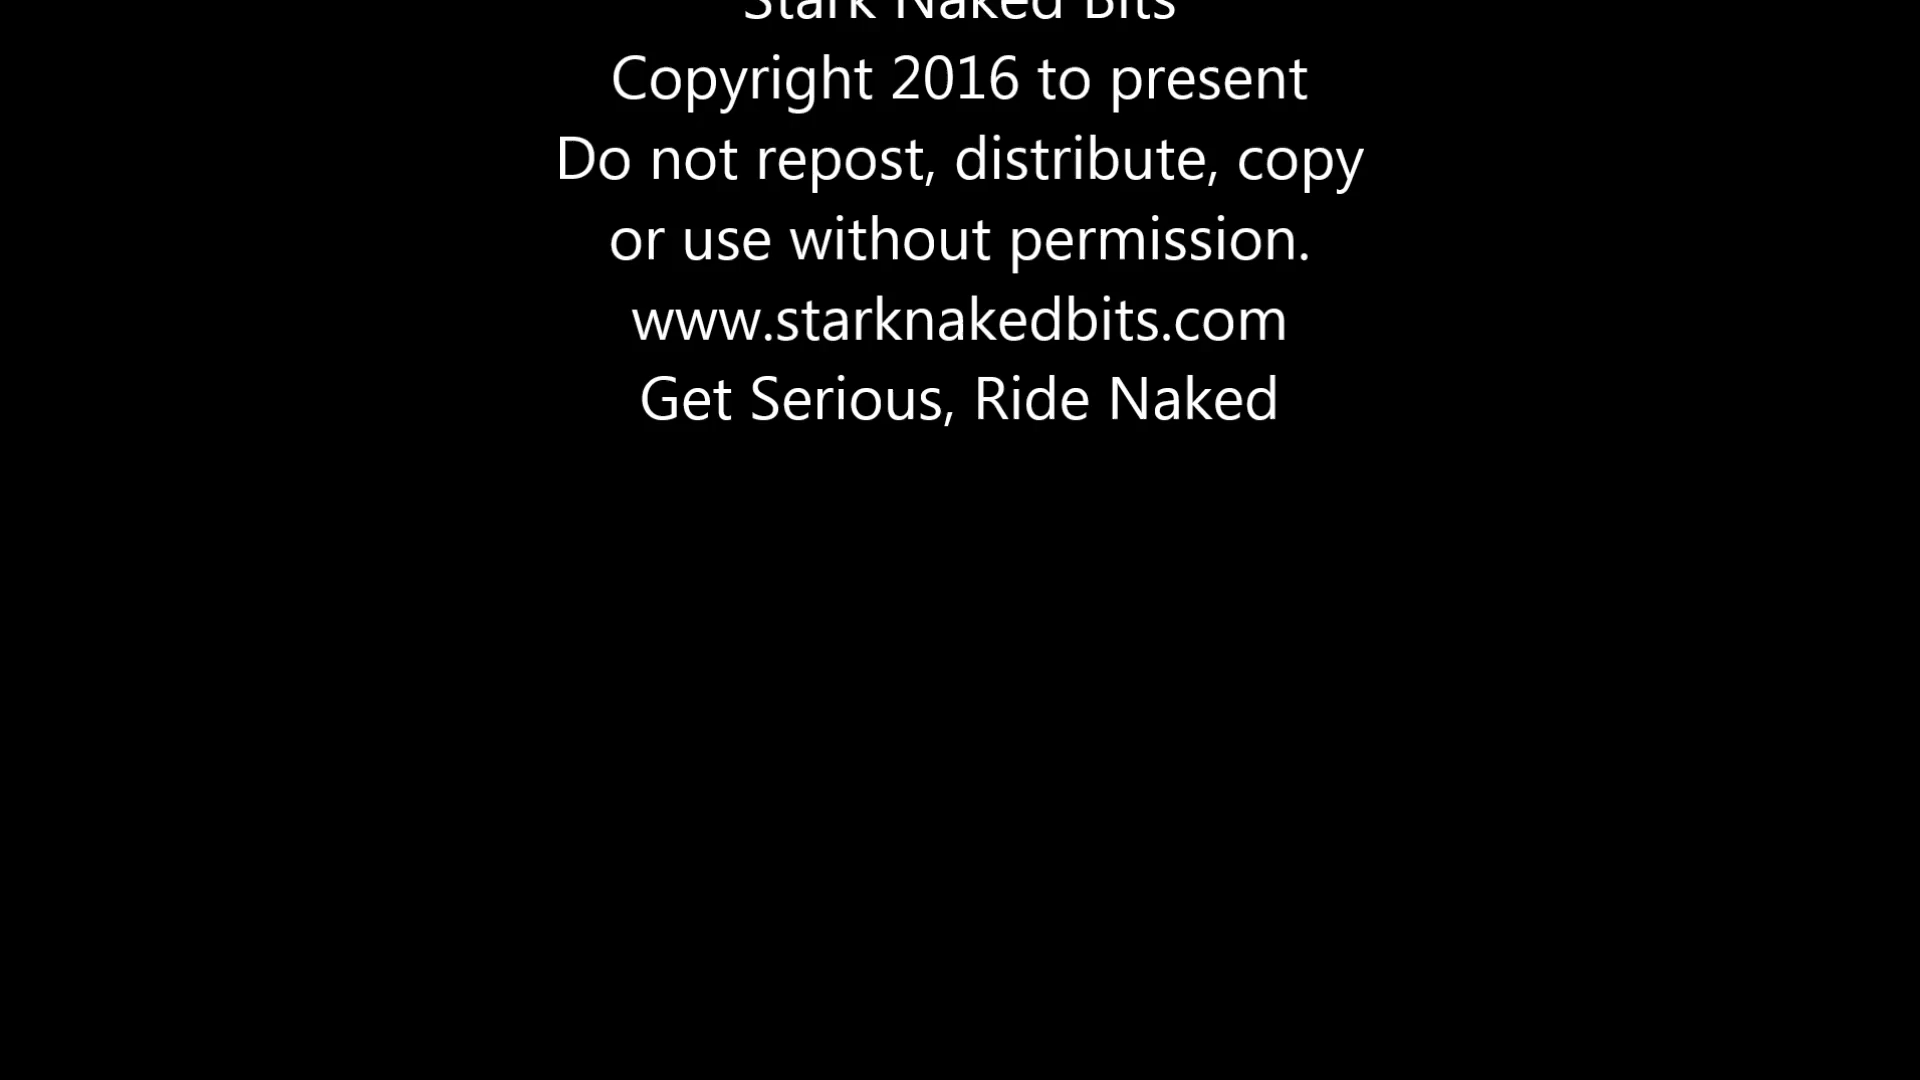 Stark Naked Bits
Copyright 2016 to present
Do not repost, distribute, copy
or use without permission.
www.starknakedbits.com
Get Serious, Ride Naked